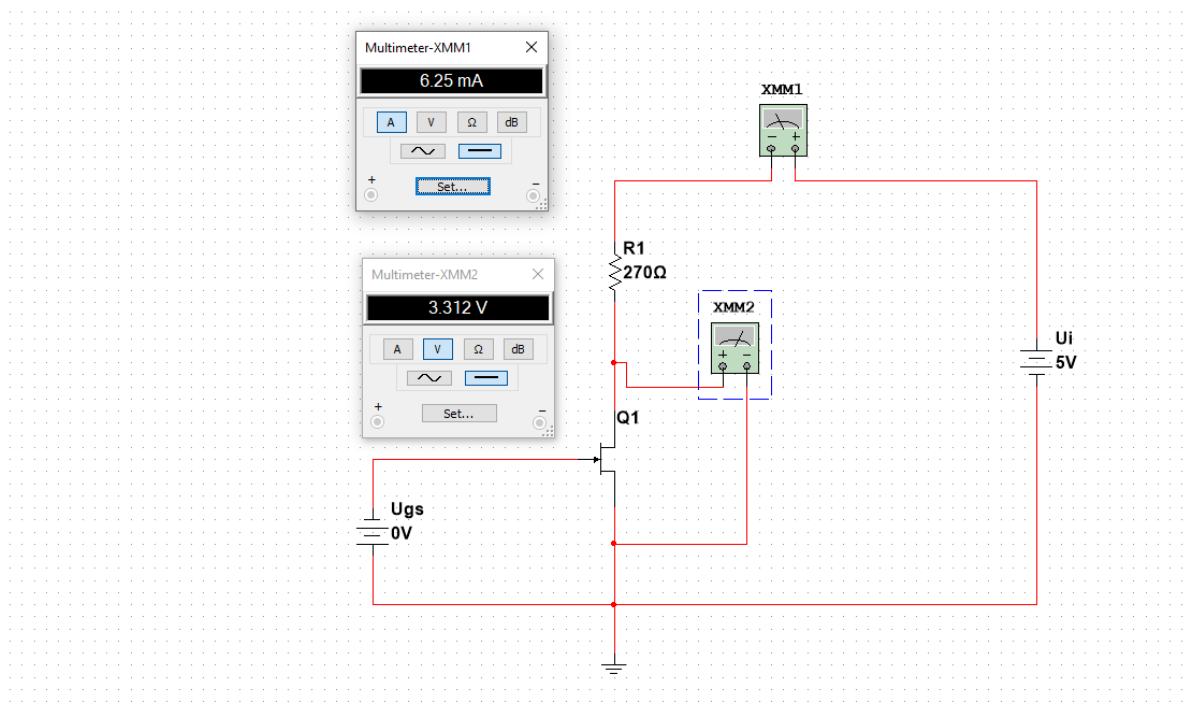 Multimeter-XMM1
6.25 mA
A V Ω dB
+ Set... -
Multimeter-XMM2
3.312 V
A V Ω dB
+ Set... -
XMM1
- +
R1
270Ω
XMM2
+ -
Ui
5V
Q1
Ugs
0V